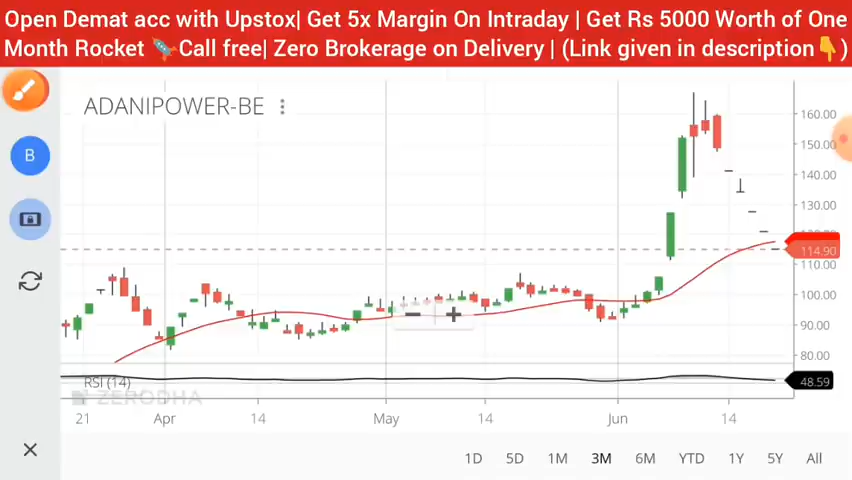 Open Demat acc with Upstox| Get 5x Margin On Intraday | Get Rs 5000 Worth of One
Month Rocket 🚀Call free| Zero Brokerage on Delivery | (Link given in description👇)
ADANIPOWER-BE
160.00
150.00
B
140.00
130.00
114.90
110.00
100.00
90.00
80.00
RSI (14)
48.59
ZERODHA
21 Apr 14 May 14 Jun 14
1D 5D 1M 3M 6M YTD 1Y 5Y All